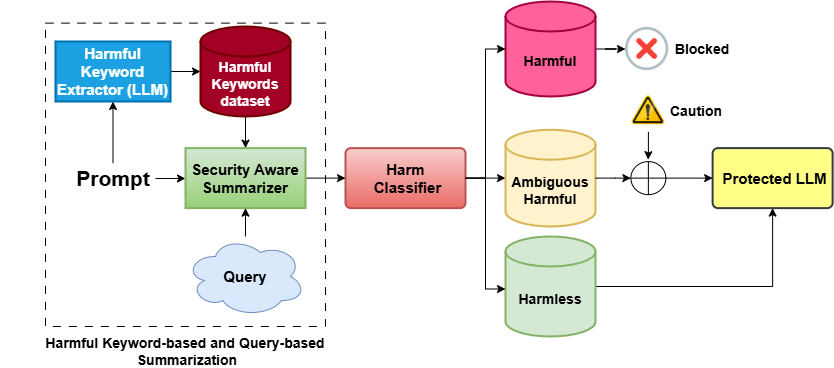 Harmful
Keyword
Extractor (LLM)
Harmful
Keywords
dataset
Prompt
Security Aware
Summarizer
Query
Harmful Keyword-based and Query-based
Summarization
Harm
Classifier
Harmful
Blocked
Caution
Ambiguous
Harmful
Protected LLM
Harmless